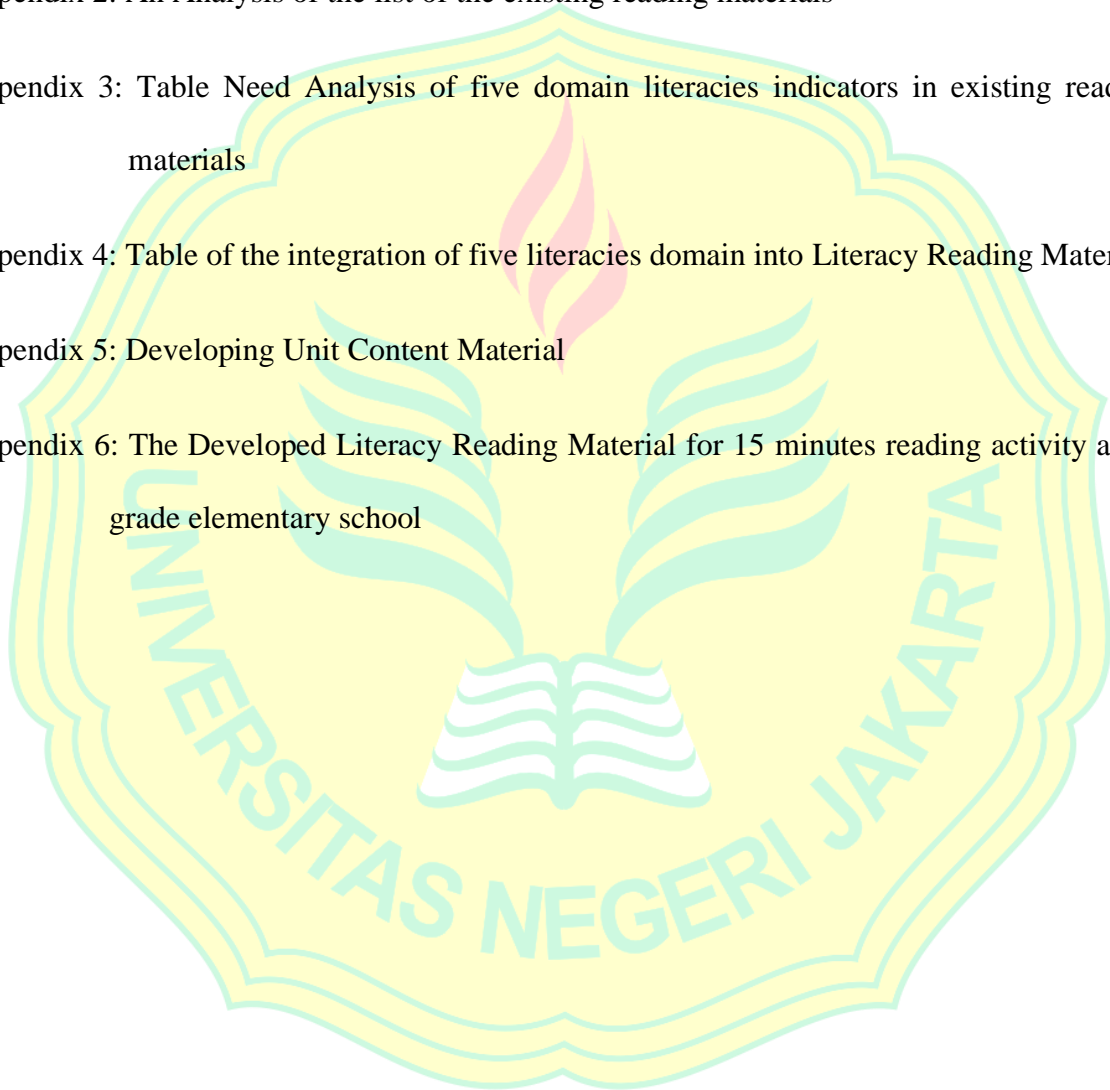 pendix 2: An Analysis of the list of the existing reading materials
pendix 3: Table Need Analysis of five domain literacies indicators in existing read
materials
pendix 4: Table of the integration of five literacies domain into Literacy Reading Mater
pendix 5: Developing Unit Content Material
pendix 6: The Developed Literacy Reading Material for 15 minutes reading activity a
grade elementary school
UNIVERSITAS NEGERI JAKARTA